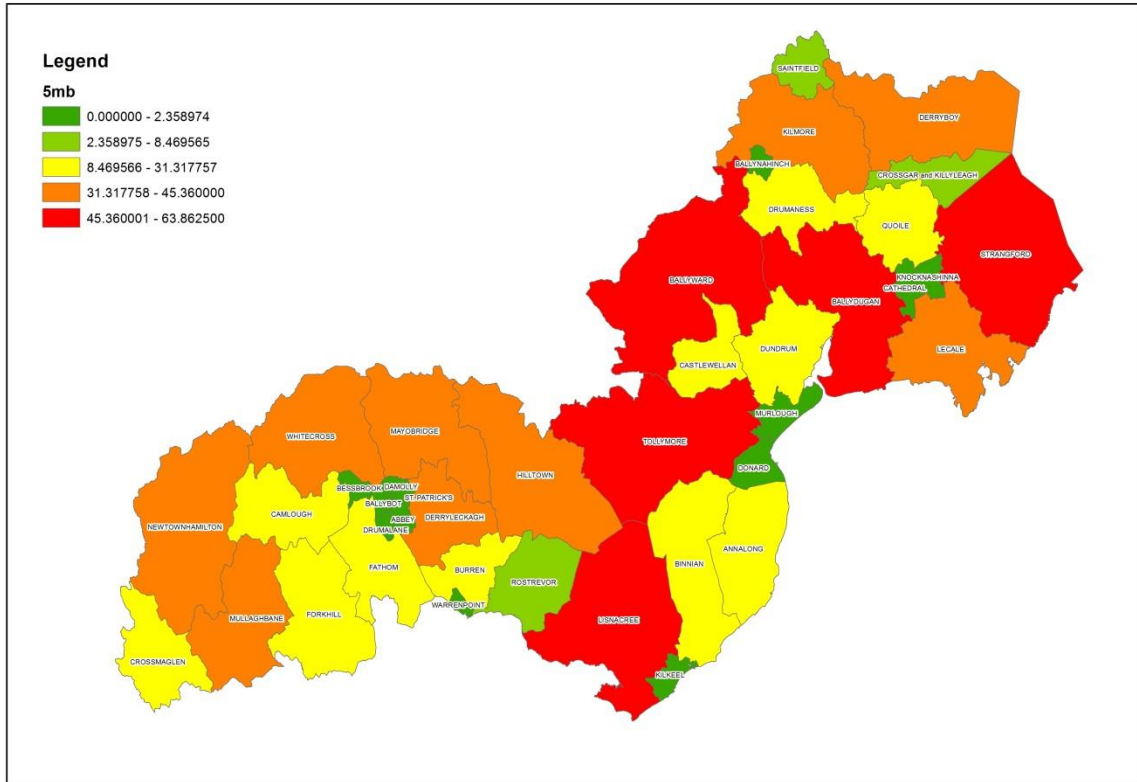 Legend
5mb
0.000000 - 2.358974
2.358975 - 8.469565
8.469566 - 31.317757
31.317758 - 45.360000
45.360001 - 63.862500
SAINTFIELD
DERRYBOY
KILMORE
BALLYNAHINCH
CROSSGAR and KILLYLEAGH
DRUMANESS
QUOILE
STRANGFORD
KNOCKNASHINNA
BALLYWARD
CATHEDRAL
BALLYDUGAN
DUNDRUM
LECALE
CASTLEWELLAN
MURLOUGH
MAYOBRIDGE
WHITECROSS
TOLLYMORE
DONARD
HILLTOWN
BESSBROOK
DAMOLLY
ST. PATRICK'S
BALLYBOT
CAMLOUGH
DERRYLECKAGH
ABBEY
NEWTOWNHAMILTON
DRUMALANE
ANNALONG
BINNIAN
FATHOM
BURREN
ROSTREVOR
WARRENPOINT
FORKHILL
MULLAGHBANE
LISNACREE
CROSSMAGLEN
KILKEEL